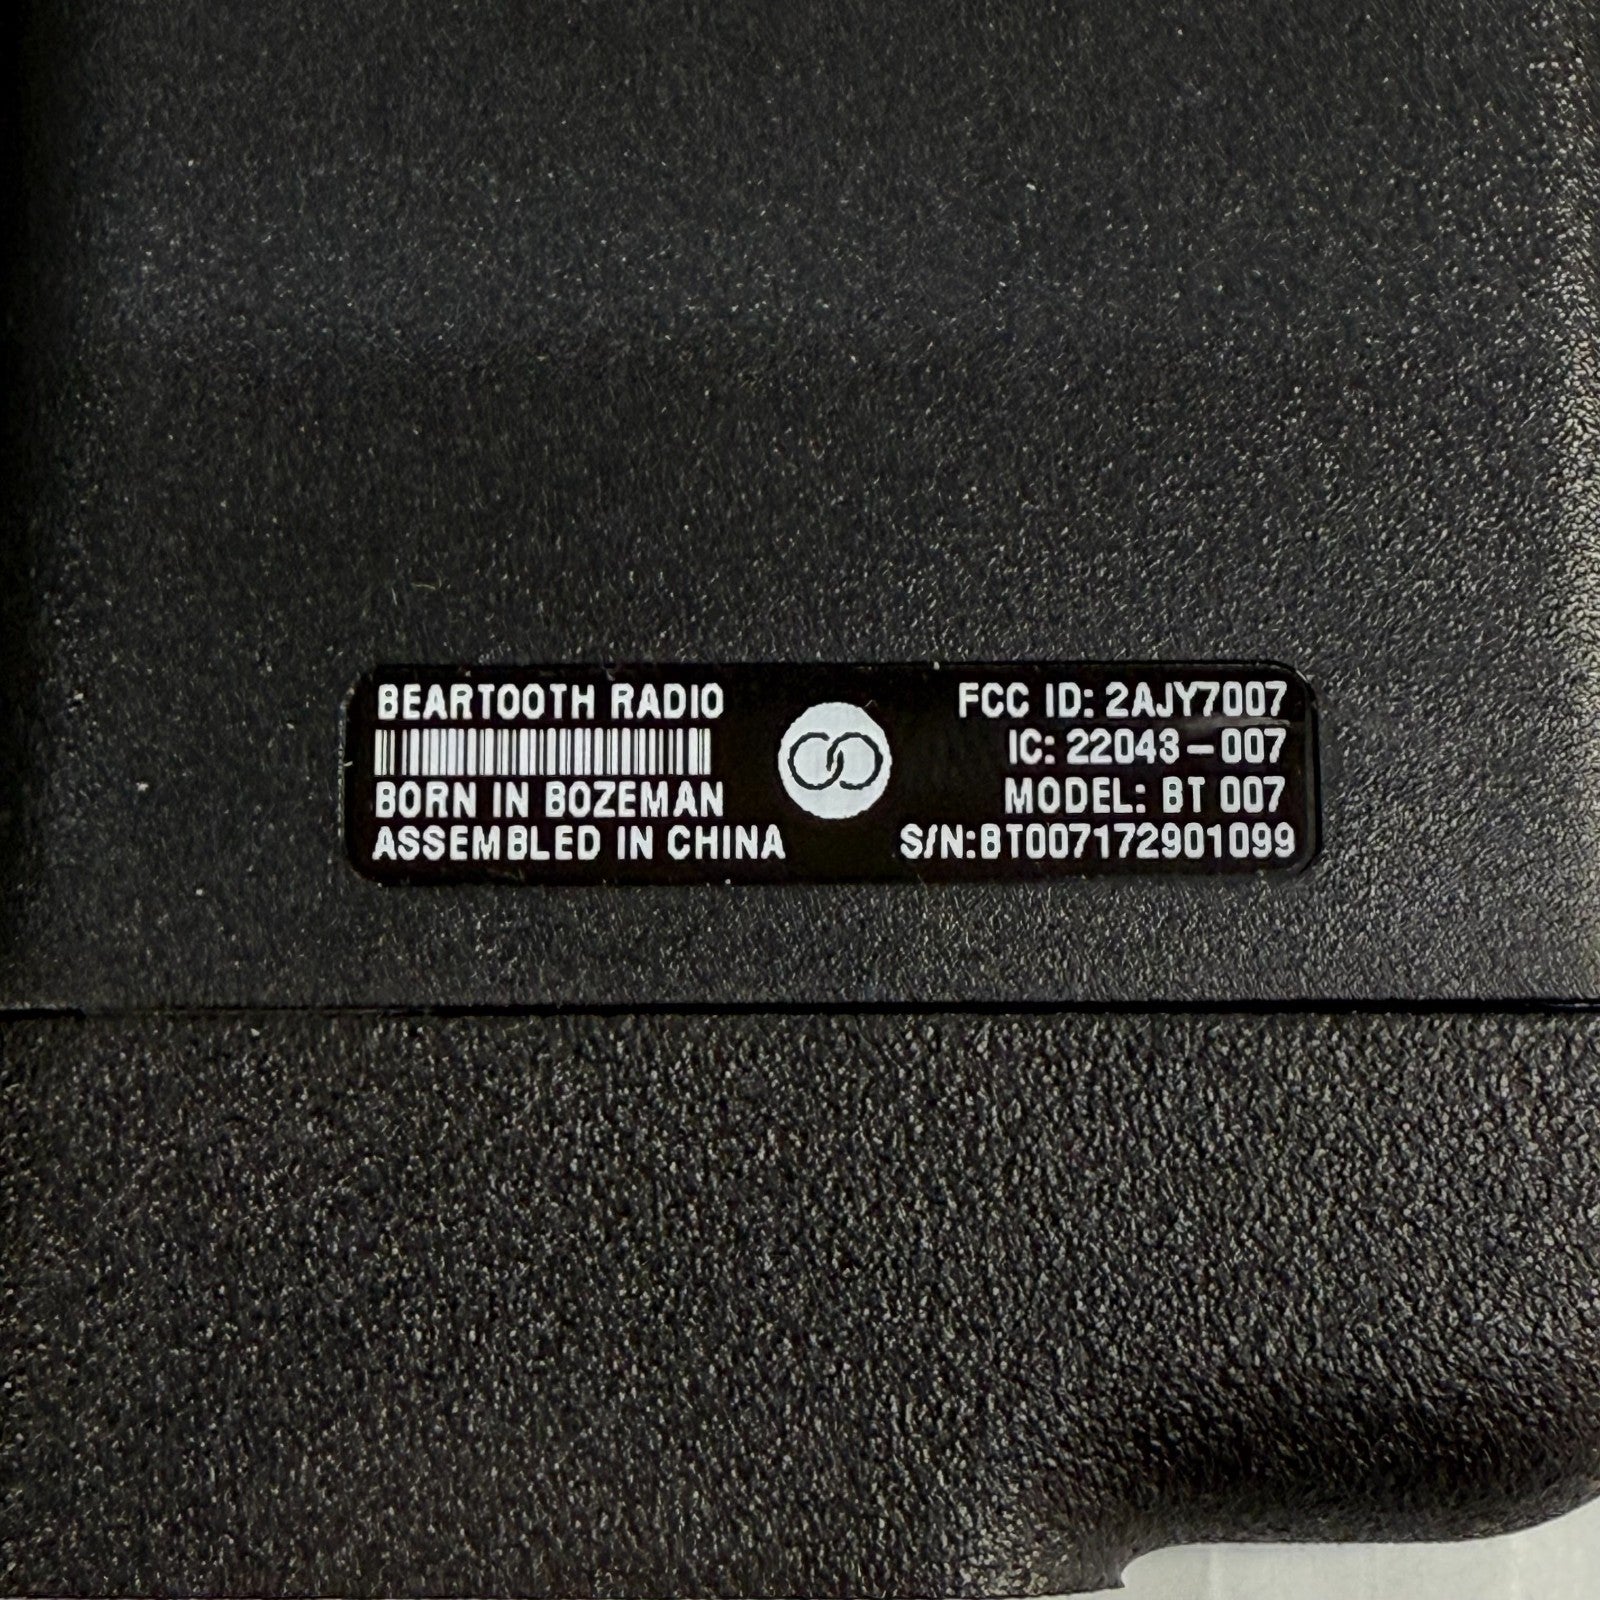 BEARTOOTH RADIO
BORN IN BOZEMAN
ASSEMBLED IN CHINA
FCC ID: 2AJY7007
IC: 22043-007
MODEL: BT 007
S/N:BT007172901099